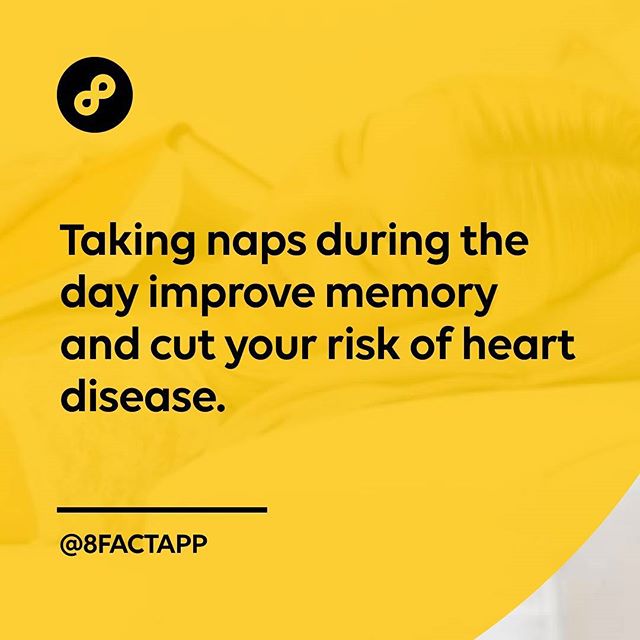 Taking naps during the
day improve memory
and cut your risk of heart
disease.
@8FACTAPP